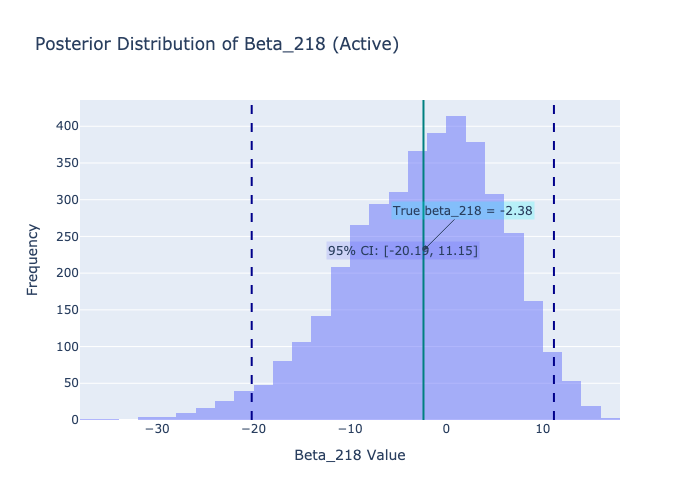 Posterior Distribution of Beta_218 (Active)
400
350
300
250
200
150
100
50
0
Frequency
True beta_218 = -2.38
95% CI: [-20.19, 11.15]
−30
−20
−10
0
10
Beta_218 Value